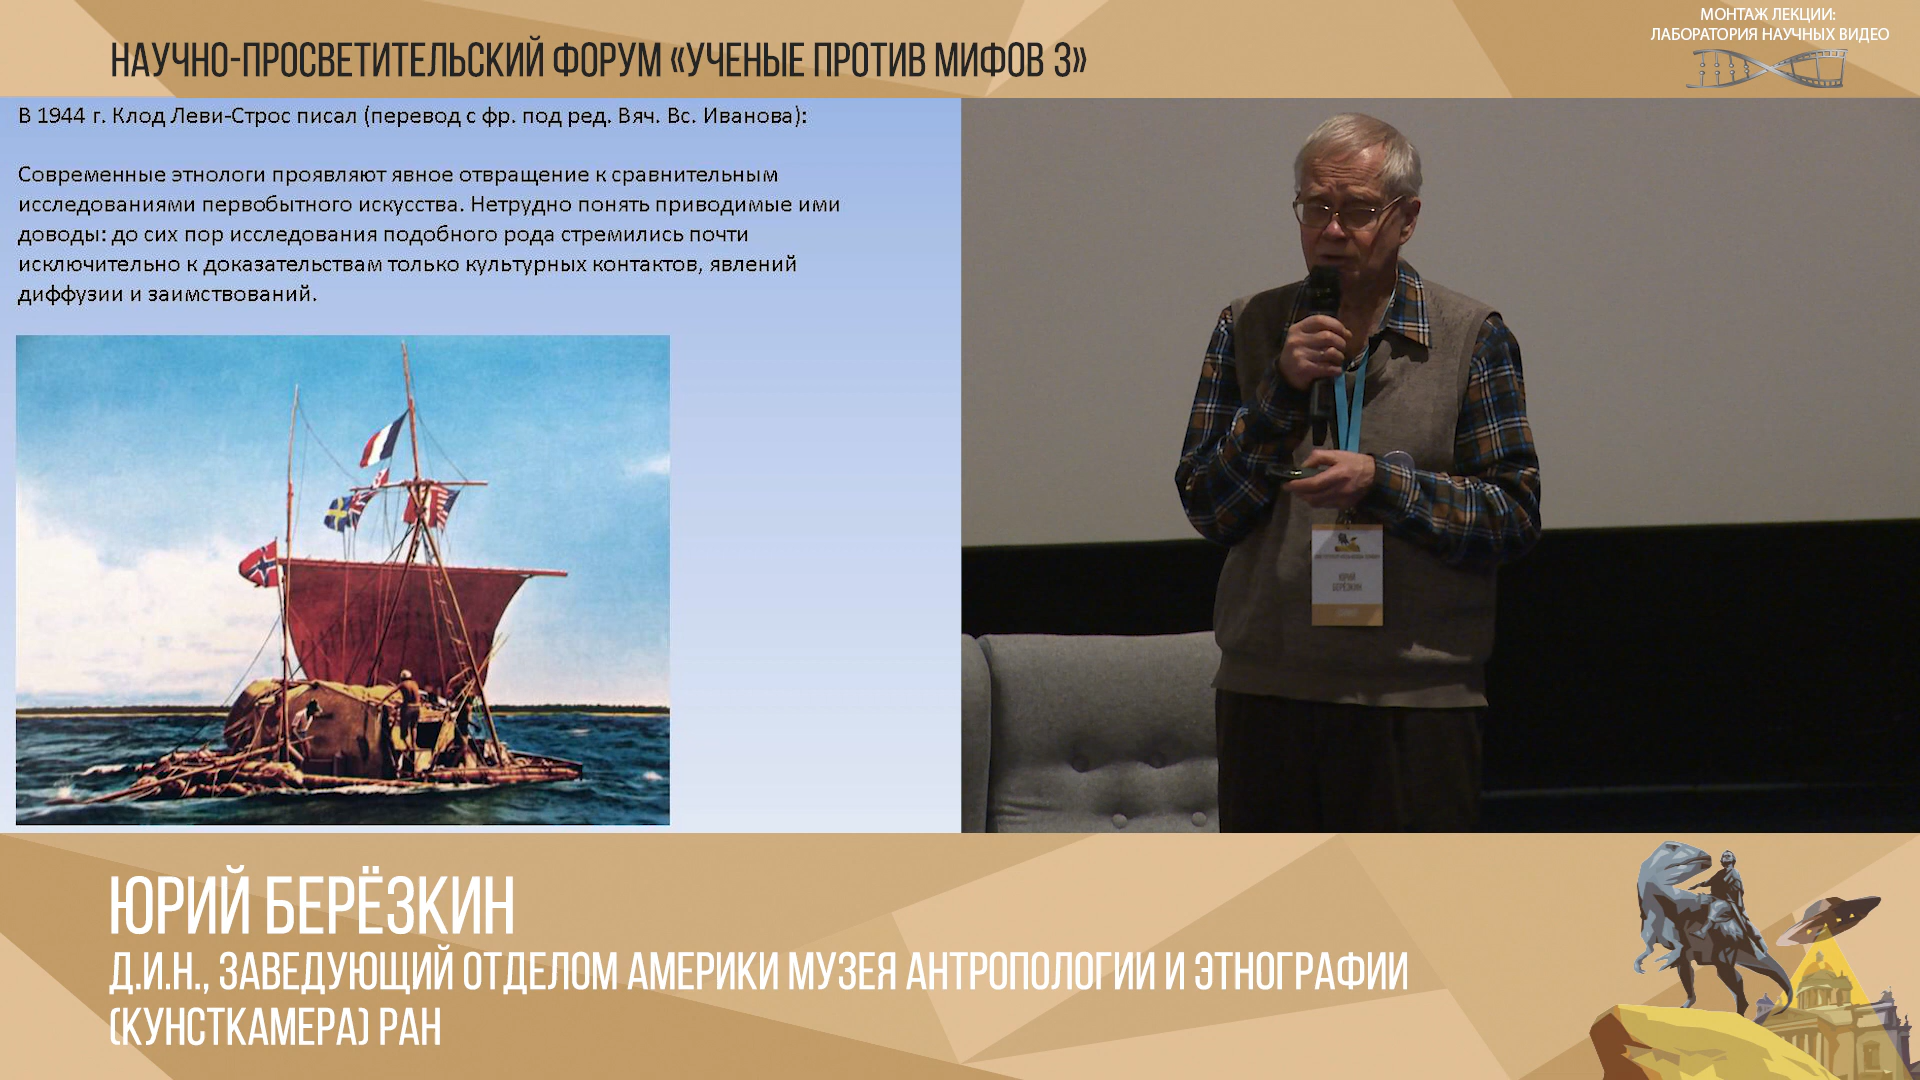 МОНТАЖ ЛЕКЦИИ:
ЛАБОРАТОРИЯ НАУЧНЫХ ВИДЕО
НАУЧНО-ПРОСВЕТИТЕЛЬСКИЙ ФОРУМ «УЧЕНЫЕ ПРОТИВ МИФОВ 3»
В 1944 г. Клод Леви-Строс писал (перевод с фр. под ред. Вяч. Вс. Иванова):
Современные этнологи проявляют явное отвращение к сравнительным
исследованиями первобытного искусства. Нетрудно понять приводимые ими
доводы: до сих пор исследования подобного рода стремились почти
исключительно к доказательствам только культурных контактов, явлений
диффузии и заимствований.
ЮРИЙ
БЕРЁЗКИН
ЮРИЙ БЕРЁЗКИН
Д.И.Н., ЗАВЕДУЮЩИЙ ОТДЕЛОМ АМЕРИКИ МУЗЕЯ АНТРОПОЛОГИИ И ЭТНОГРАФИИ
(КУНСТКАМЕРА) РАН